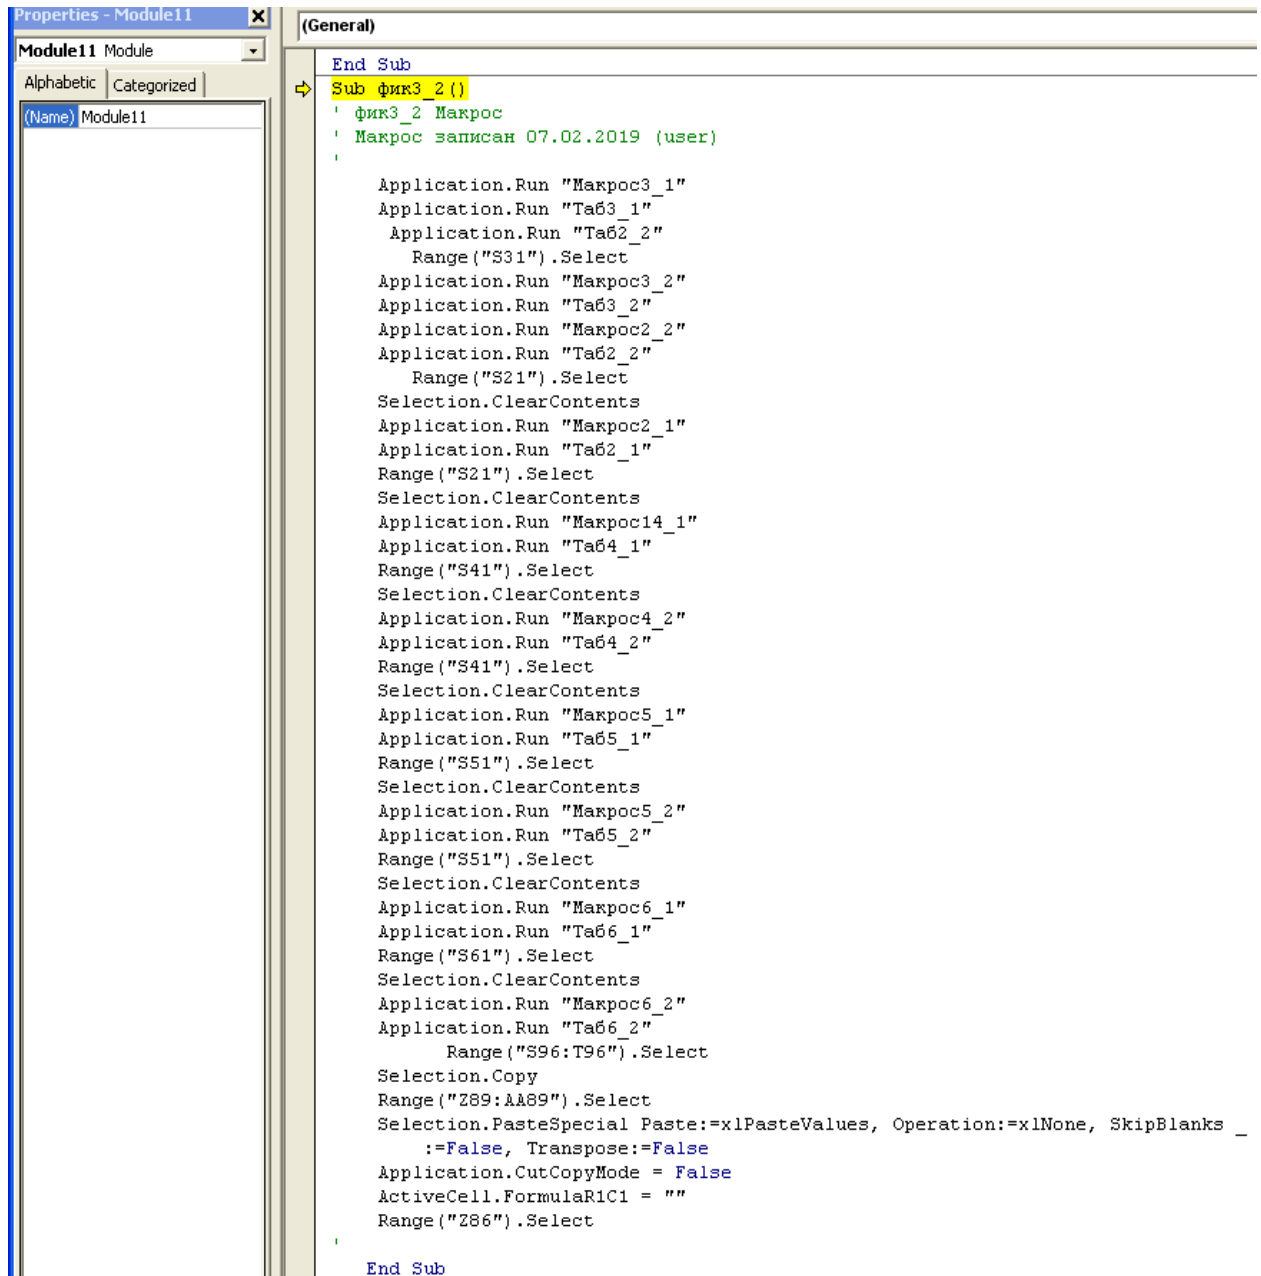 Properties - Module11
Module11 Module
Alphabetic Categorized
(Name) Module11
(General)
End Sub
Sub фик3_2()
' фик3_2 Макрос
' Макрос записан 07.02.2019 (user)
'
Application.Run "Макрос3_1"
Application.Run "Таб3_1"
Application.Run "Таб2_2"
Range("S31").Select
Application.Run "Макрос3_2"
Application.Run "Таб3_2"
Application.Run "Макрос2_2"
Application.Run "Таб2_2"
Range("S21").Select
Selection.ClearContents
Application.Run "Макрос2_1"
Application.Run "Таб2_1"
Range("S21").Select
Selection.ClearContents
Application.Run "Макрос14_1"
Application.Run "Таб4_1"
Range("S41").Select
Selection.ClearContents
Application.Run "Макрос4_2"
Application.Run "Таб4_2"
Range("S41").Select
Selection.ClearContents
Application.Run "Макрос5_1"
Application.Run "Таб5_1"
Range("S51").Select
Selection.ClearContents
Application.Run "Макрос5_2"
Application.Run "Таб5_2"
Range("S51").Select
Selection.ClearContents
Application.Run "Макрос6_1"
Application.Run "Таб6_1"
Range("S61").Select
Selection.ClearContents
Application.Run "Макрос6_2"
Application.Run "Таб6_2"
Range("S96:T96").Select
Selection.Copy
Range("Z89:AA89").Select
Selection.PasteSpecial Paste:=xlPasteValues, Operation:=xlNone, SkipBlanks _
:=False, Transpose:=False
Application.CutCopyMode = False
ActiveCell.FormulaR1C1 = ""
Range("Z86").Select
'
End Sub